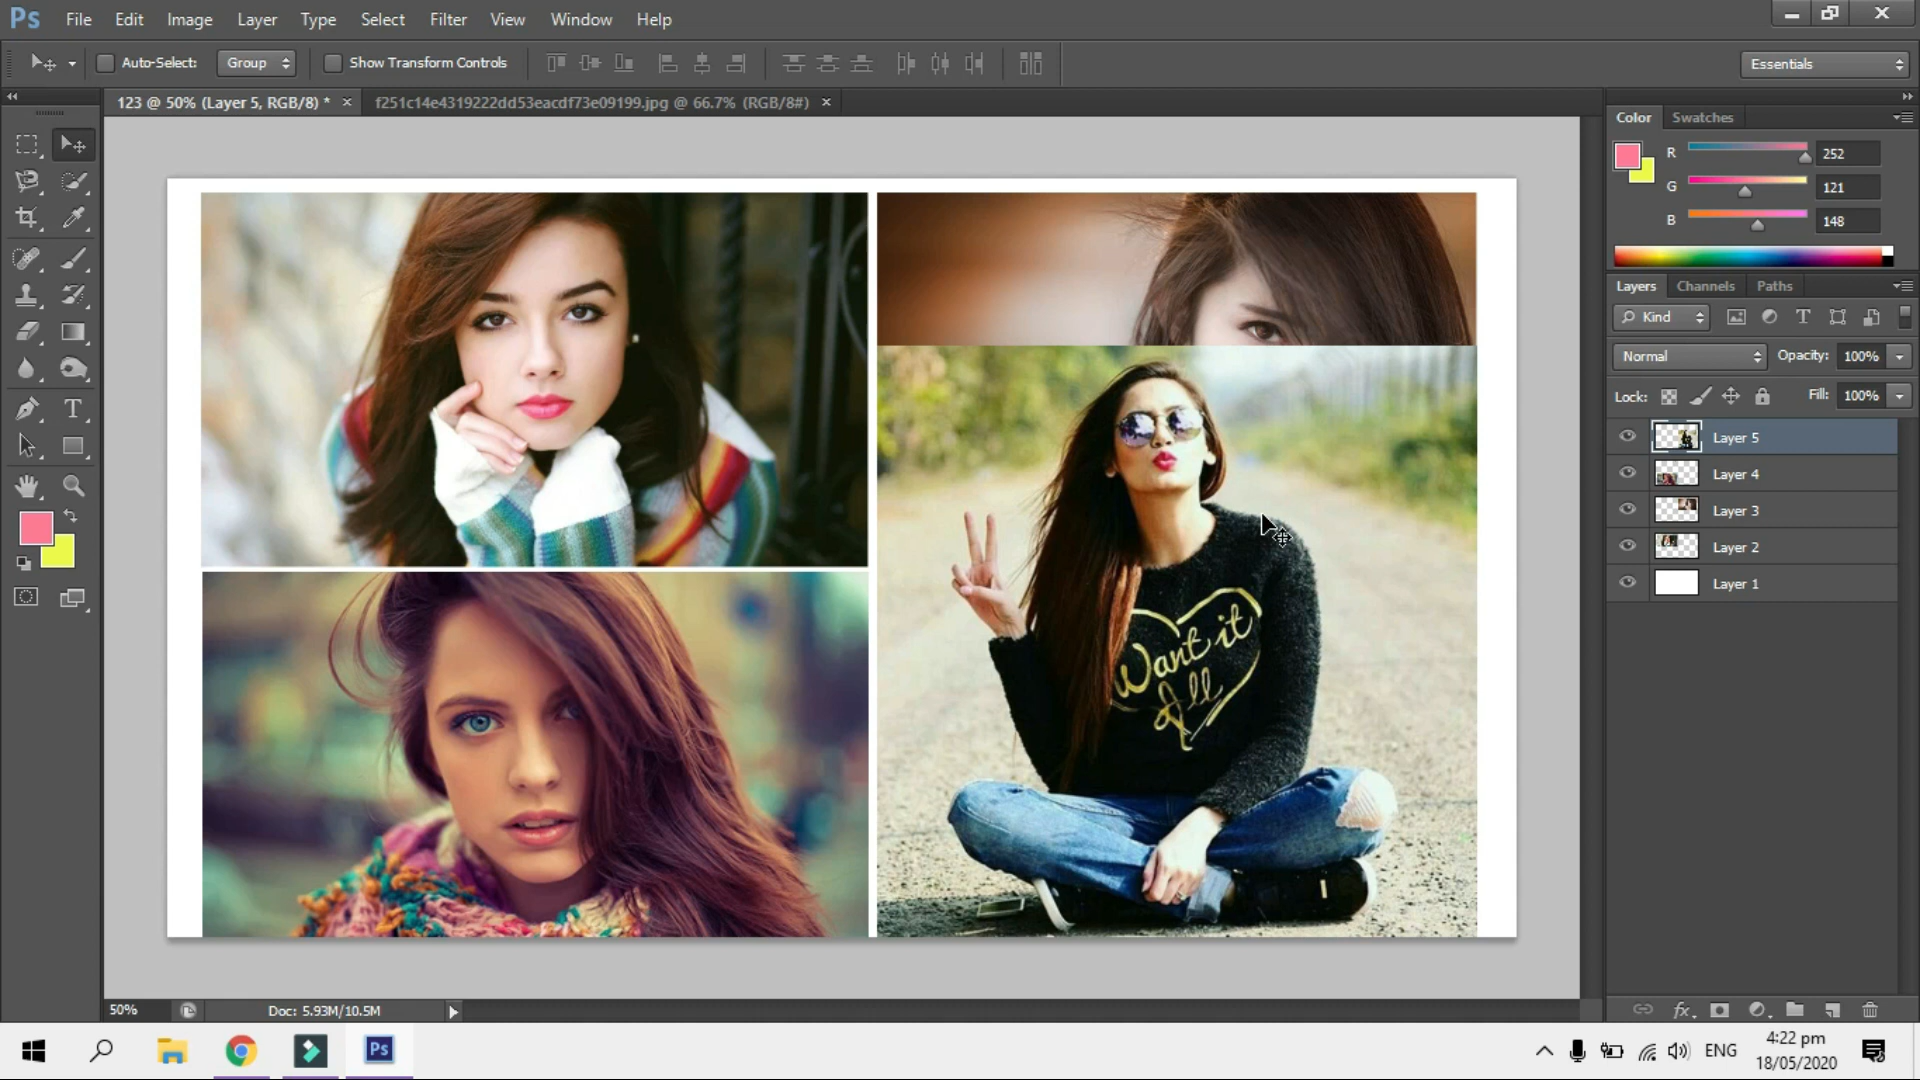 Ps File Edit Image Layer Type Select Filter View Window Help
Auto-Select: Group Show Transform Controls Essentials
123 @ 50% (Layer 5, RGB/8) * × f251c14e4319222dd53eacdf73e09199.jpg @ 66.7% (RGB/8#) ×
Color Swatches
R 252
G 121
B 148
Layers Channels Paths
Kind
Normal Opacity: 100%
Lock: Fill: 100%
Layer 5
Layer 4
Layer 3
Layer 2
Layer 1
Want it
All
50% Doc: 5.93M/10.5M
Ps
ENG
4:22 pm
18/05/2020